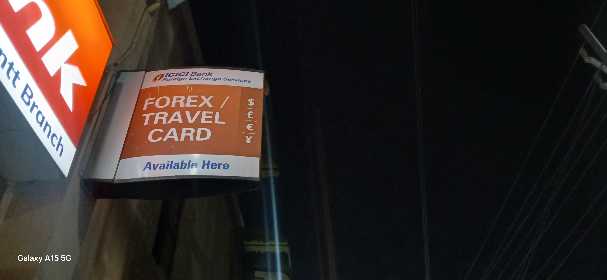 nk
ntt Branch
ICICI Bank
Foreign Exchange Services
FOREX /
TRAVEL
CARD
$
£
€
¥
Available Here
Galaxy A15 5G